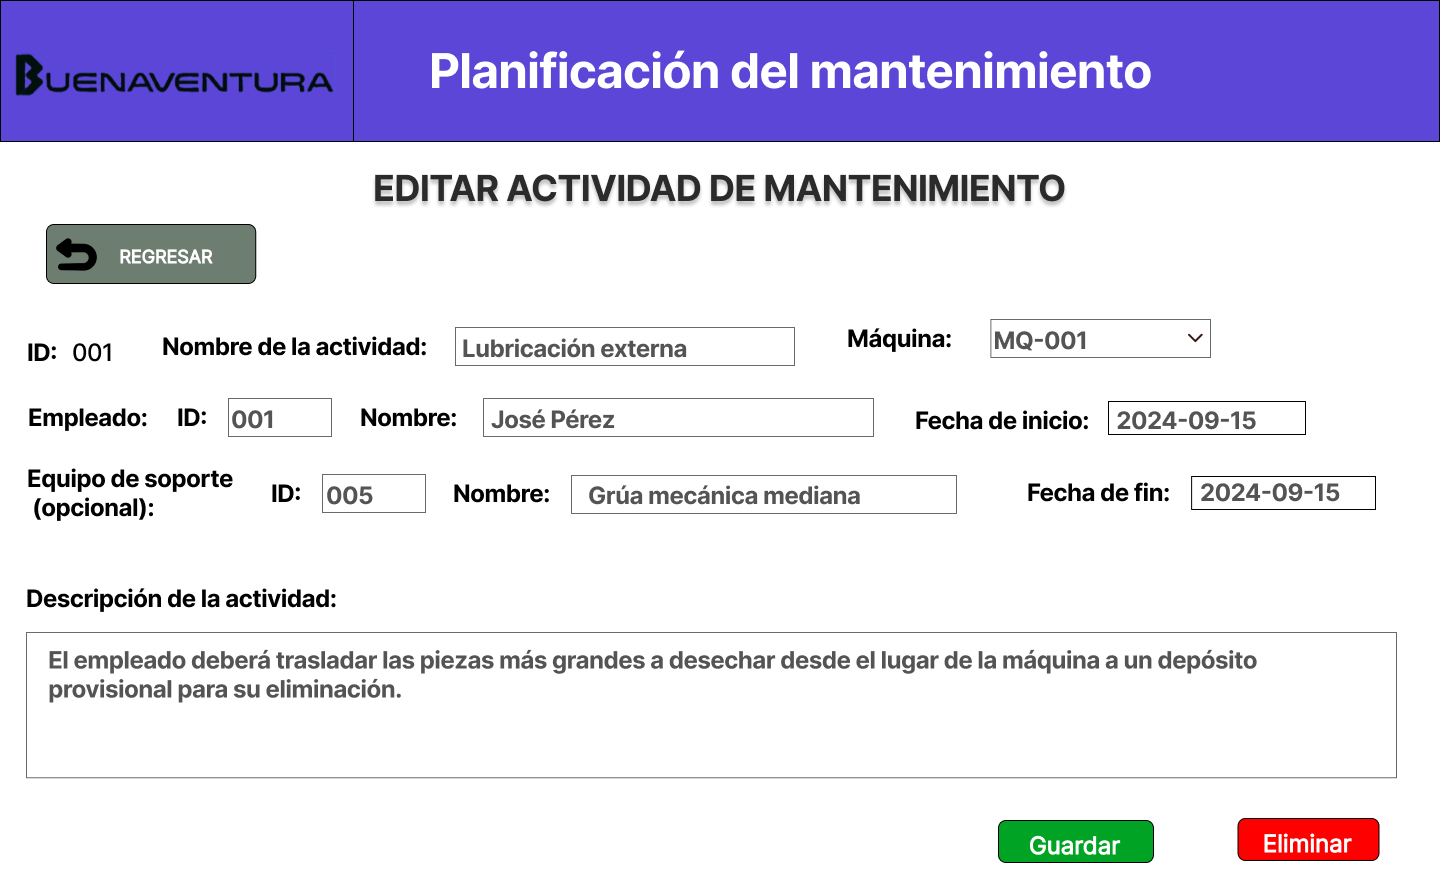 BUENAVENTURA
Planificación del mantenimiento
EDITAR ACTIVIDAD DE MANTENIMIENTO
REGRESAR
ID: 001 Nombre de la actividad: Lubricación externa Máquina: MQ-001
Empleado: ID: 001 Nombre: José Pérez Fecha de inicio: 2024-09-15
Equipo de soporte
(opcional): ID: 005 Nombre: Grúa mecánica mediana Fecha de fin: 2024-09-15
Descripción de la actividad:
El empleado deberá trasladar las piezas más grandes a desechar desde el lugar de la máquina a un depósito
provisional para su eliminación.
Guardar Eliminar